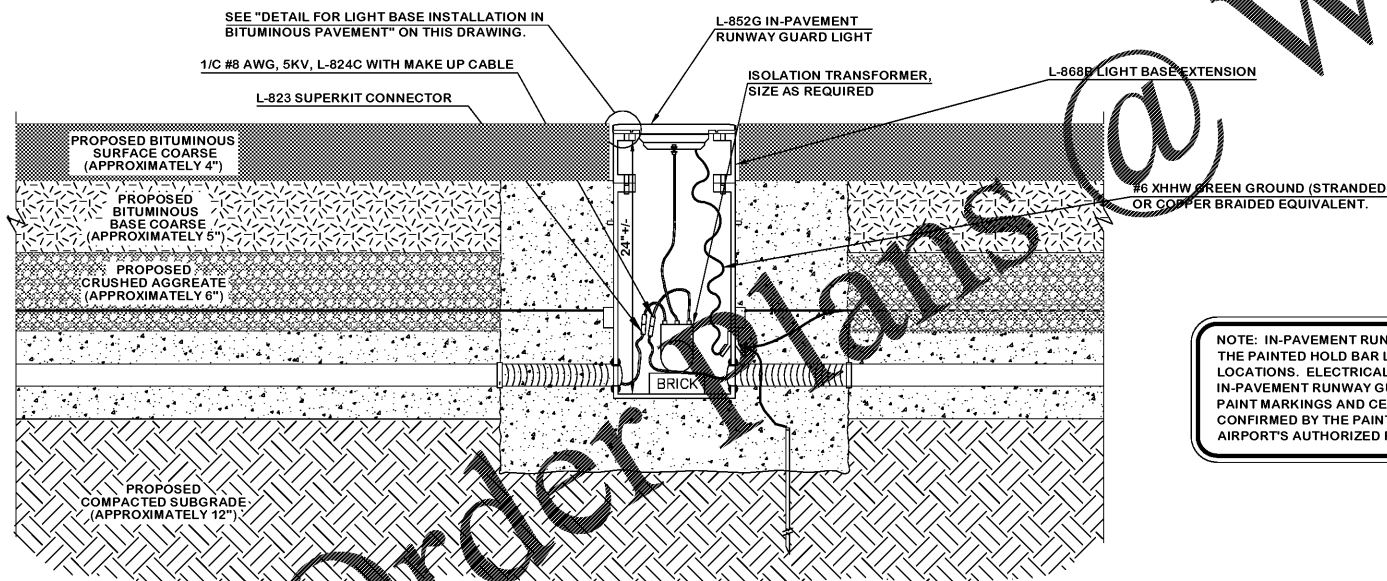 SEE "DETAIL FOR LIGHT BASE INSTALLATION IN
BITUMINOUS PAVEMENT" ON THIS DRAWING.
L-852G IN-PAVEMENT
RUNWAY GUARD LIGHT
1/C #8 AWG, 5KV, L-824C WITH MAKE UP CABLE
ISOLATION TRANSFORMER,
SIZE AS REQUIRED
L-868B LIGHT BASE EXTENSION
L-823 SUPERKIT CONNECTOR
PROPOSED BITUMINOUS
SURFACE COARSE
(APPROXIMATELY 4")
PROPOSED
BITUMINOUS
BASE COARSE
(APPROXIMATELY 5")
PROPOSED
CRUSHED AGGREATE
(APPROXIMATELY 6")
24"+/-
#6 XHHW GREEN GROUND (STRANDED
OR COPPER BRAIDED EQUIVALENT.
BRICK
PROPOSED
COMPACTED SUBGRADE
(APPROXIMATELY 12")
NOTE: IN-PAVEMENT RUN
THE PAINTED HOLD BAR L
LOCATIONS. ELECTRICAL
IN-PAVEMENT RUNWAY GU
PAINT MARKINGS AND CE
CONFIRMED BY THE PAINT
AIRPORT'S AUTHORIZED
Order Plans @ W